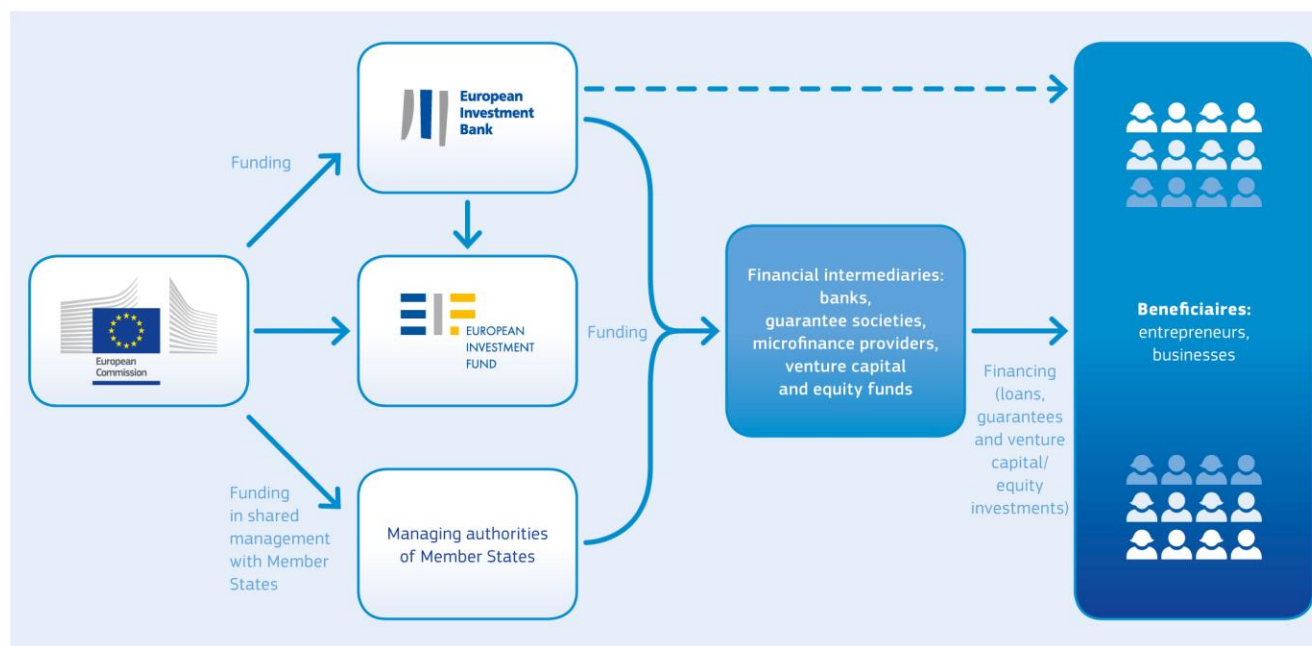 European
Investment
Bank
Funding
European
Commission
EUROPEAN
INVESTMENT
FUND
Funding
Funding
in shared
management
with Member
States
Managing authorities
of Member States
Financial intermediaries:
banks,
guarantee societies,
microfinance providers,
venture capital
and equity funds
Financing
(loans,
guarantees
and venture
capital/
equity
investments)
Beneficiaires:
entrepreneurs,
businesses